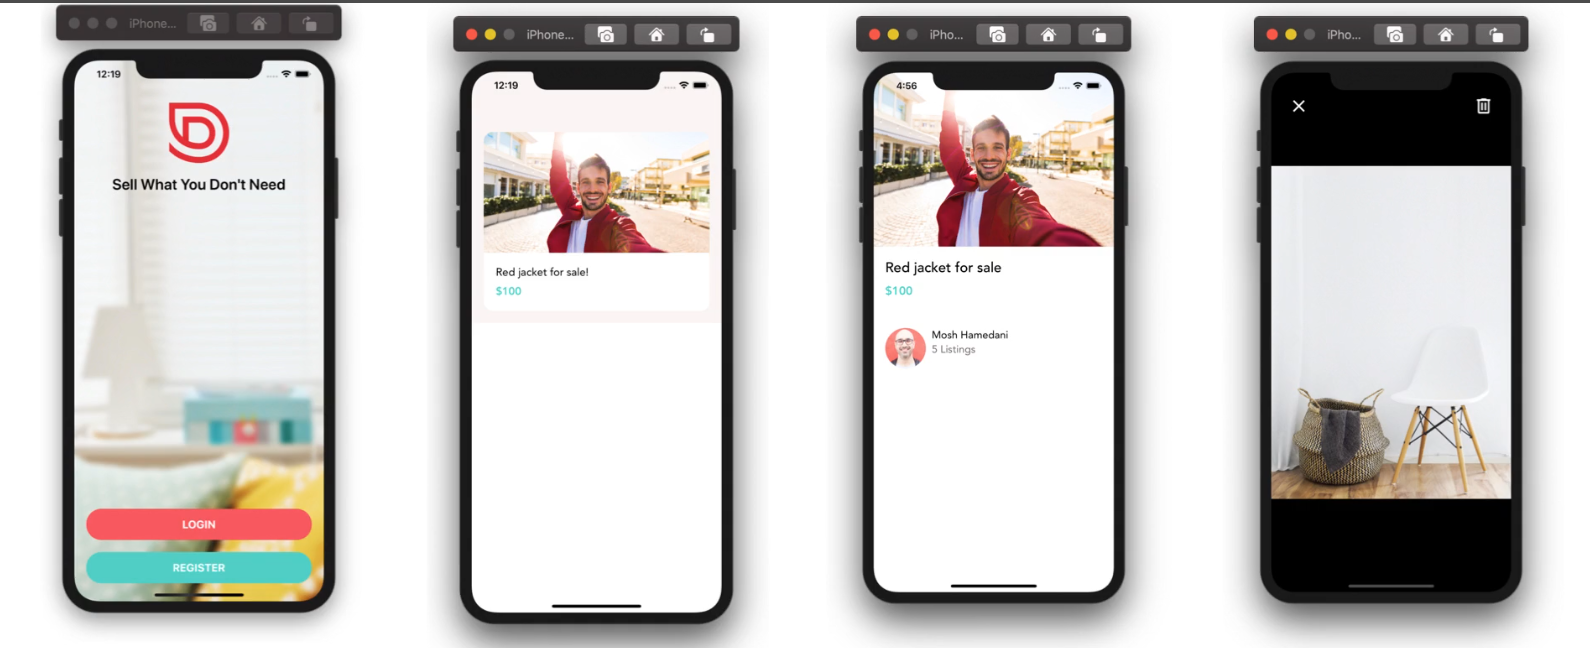 iPhone...
12:19
Sell What You Don't Need
LOGIN
REGISTER
iPhone...
12:19
Red jacket for sale!
$100
iPho...
4:56
Red jacket for sale
$100
Mosh Hamedani
5 Listings
iPho...